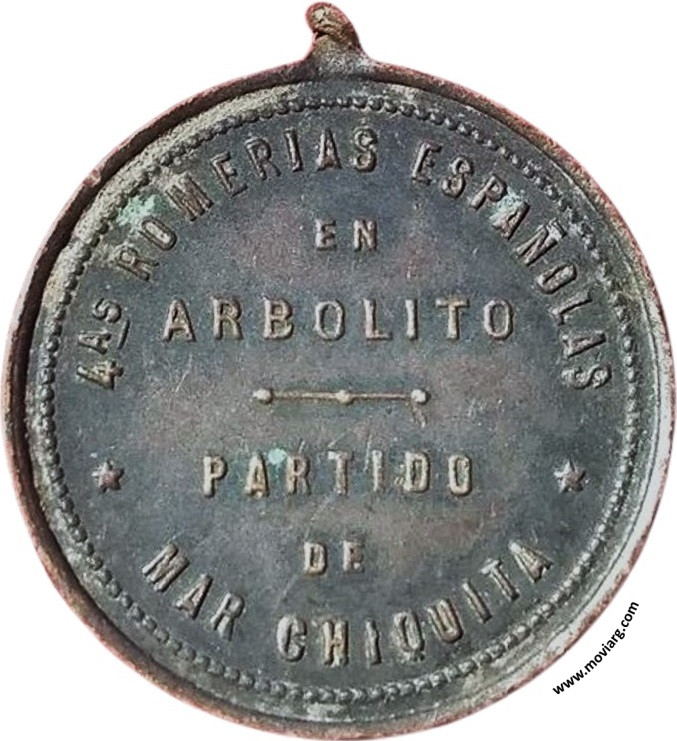 4AS ROMERIAS ESPAÑOLAS
EN
ARBOLITO
PARTIDO
DE
MAR CHIQUITA
www.moviarg.com